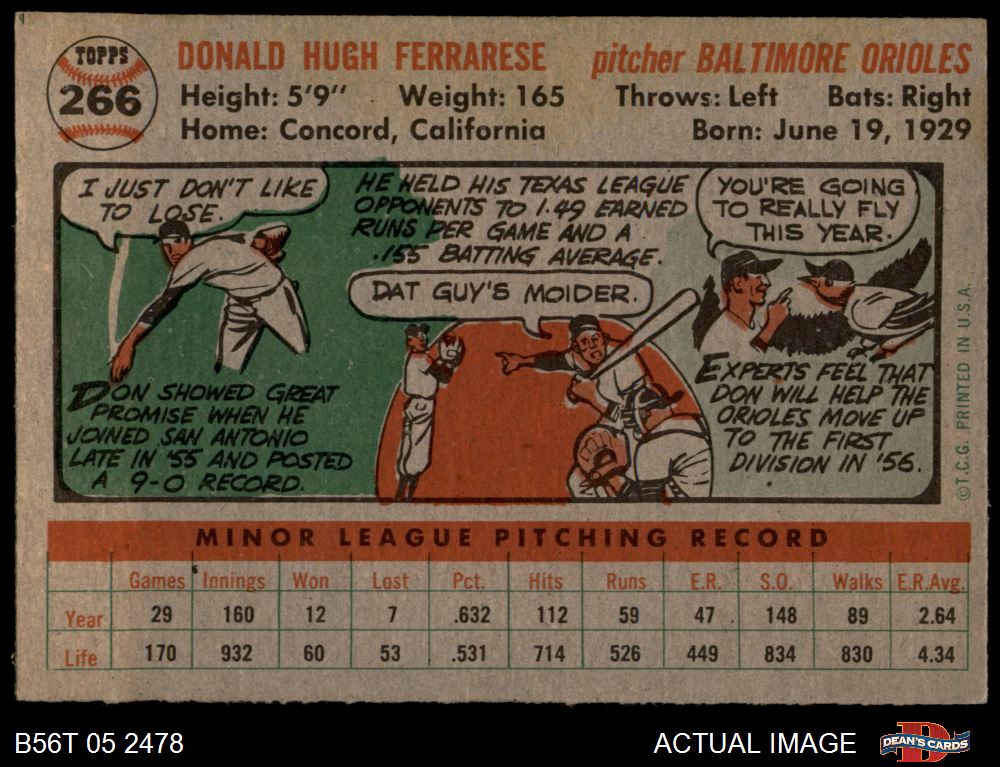 TOPPS
266
DONALD HUGH FERRARESE pitcher BALTIMORE ORIOLES
Height: 5'9" Weight: 165 Throws: Left Bats: Right
Home: Concord, California Born: June 19, 1929
I JUST DON'T LIKE
TO LOSE.
DON SHOWED GREAT
PROMISE WHEN HE
JOINED SAN ANTONIO
LATE IN '55 AND POSTED
A 9-0 RECORD.
HE HELD HIS TEXAS LEAGUE
OPPONENTS TO 1.49 EARNED
RUNS PER GAME AND A
.155 BATTING AVERAGE.
DAT GUY'S MOIDER.
YOU'RE GOING
TO REALLY FLY
THIS YEAR.
EXPERTS FEEL THAT
DON WILL HELP THE
ORIOLES MOVE UP
TO THE FIRST
DIVISION IN '56.
©T.C.G. PRINTED IN U.S.A.
MINOR LEAGUE PITCHING RECORD
Games Innings Won Lost Pct. Hits Runs E.R. S.O. Walks E.R.Avg.
Year 29 160 12 7 .632 112 59 47 148 89 2.64
Life 170 932 60 53 .531 714 526 449 834 830 4.34
B56T 05 2478 ACTUAL IMAGE D DEAN'S CARDS